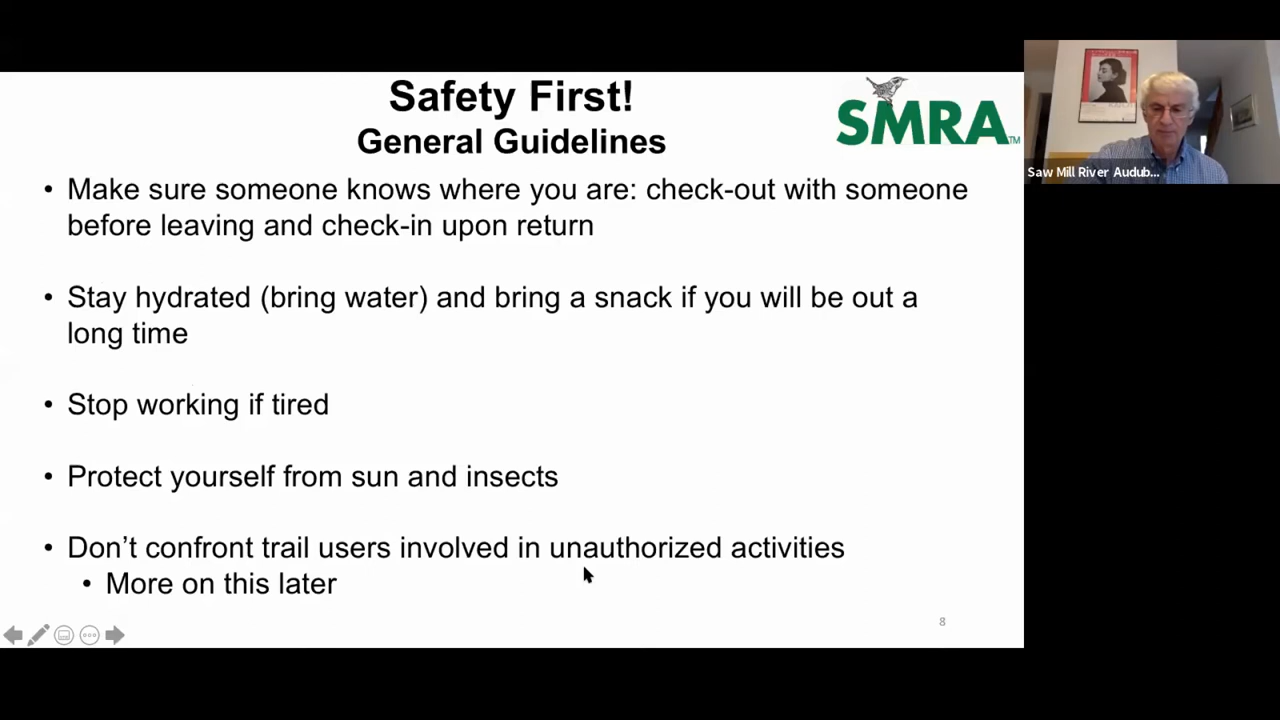 Safety First!
General Guidelines
SMRA™
• Make sure someone knows where you are: check-out with someone
before leaving and check-in upon return
• Stay hydrated (bring water) and bring a snack if you will be out a
long time
• Stop working if tired
• Protect yourself from sun and insects
• Don’t confront trail users involved in unauthorized activities
• More on this later
8
Saw Mill River Audub...